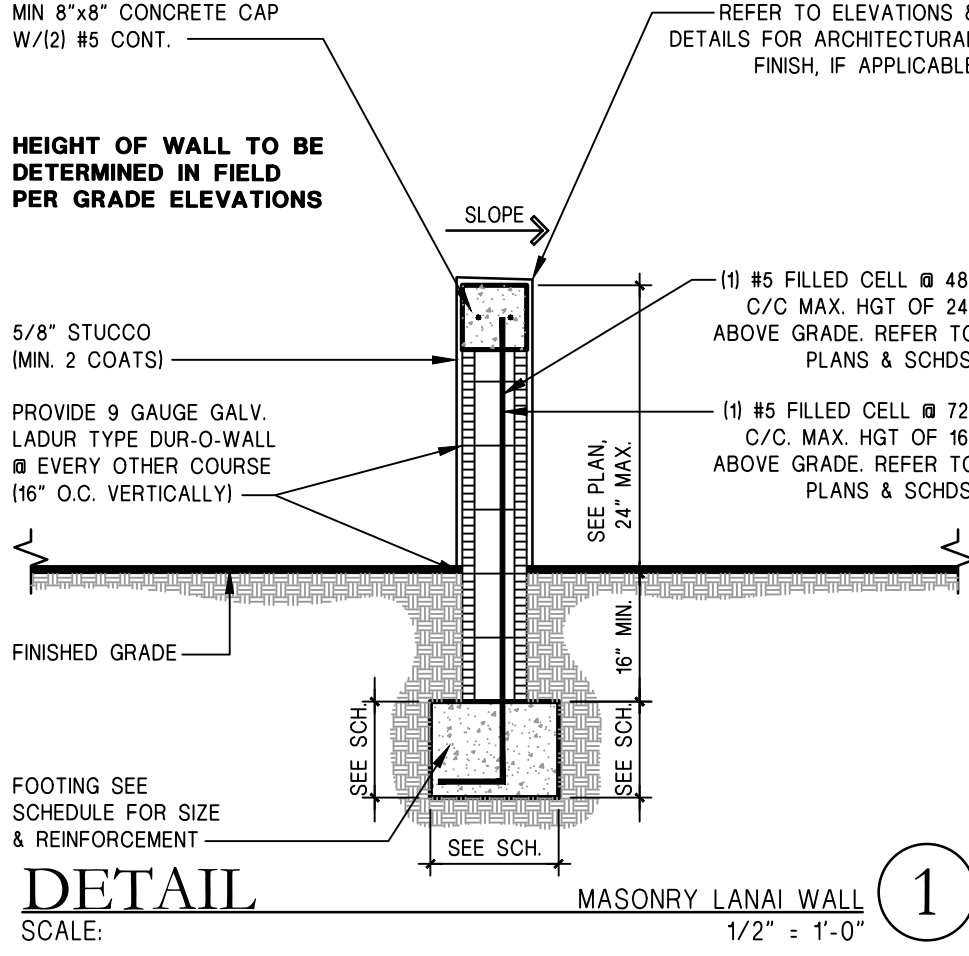 MIN 8"x8" CONCRETE CAP
W/(2) #5 CONT.
REFER TO ELEVATIONS &
DETAILS FOR ARCHITECTURAL
FINISH, IF APPLICABLE
HEIGHT OF WALL TO BE
DETERMINED IN FIELD
PER GRADE ELEVATIONS
SLOPE
(1) #5 FILLED CELL @ 48
C/C MAX. HGT OF 24
ABOVE GRADE. REFER TO
PLANS & SCHDS
5/8" STUCCO
(MIN. 2 COATS)
(1) #5 FILLED CELL @ 72
C/C. MAX. HGT OF 16
ABOVE GRADE. REFER TO
PLANS & SCHDS
PROVIDE 9 GAUGE GALV.
LADUR TYPE DUR-O-WALL
@ EVERY OTHER COURSE
(16" O.C. VERTICALLY)
SEE PLAN,
24" MAX.
16" MIN.
FINISHED GRADE
SEE SCH.
SEE SCH.
FOOTING SEE
SCHEDULE FOR SIZE
& REINFORCEMENT
SEE SCH.
DETAIL
MASONRY LANAI WALL
1
SCALE:
1/2" = 1'-0"